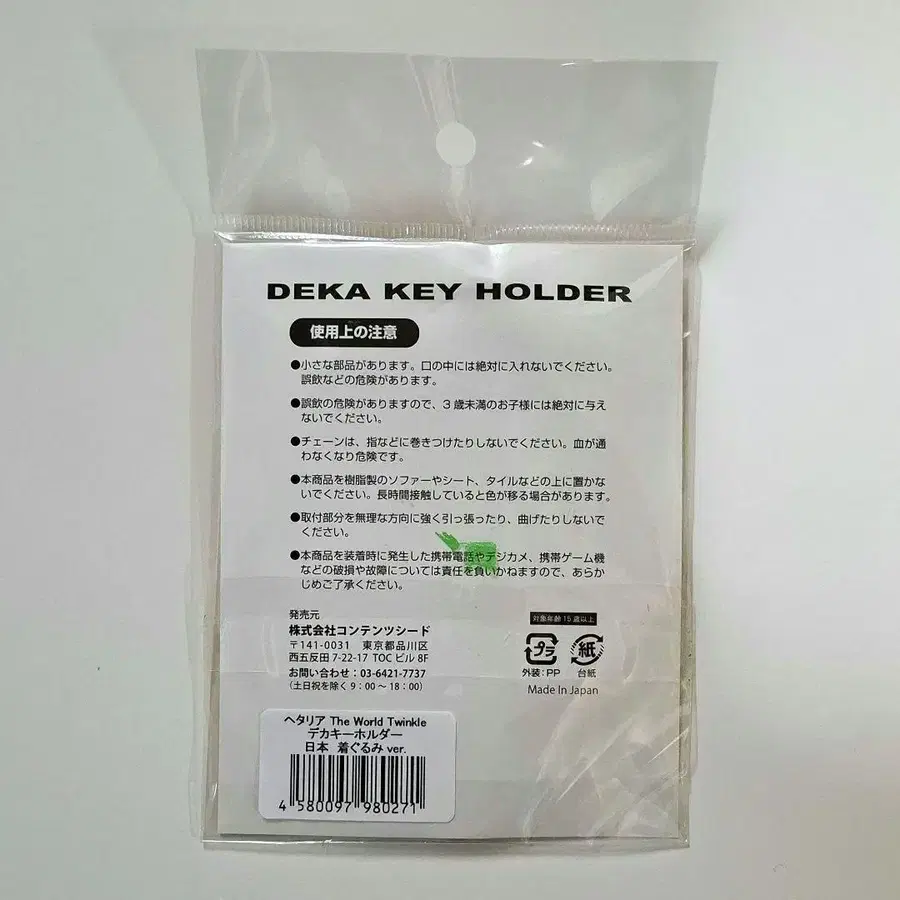 DEKA KEY HOLDER
使用上の注意
●小さな部品があります。口の中には絶対に入れないでください。
誤飲などの危険があります。
●誤飲の危険がありますので、3歳未満のお子様には絶対に与え
ないでください。
●チェーンは、指などに巻きつけたりしないでください。血が通
わなくなり危険です。
●本商品を樹脂製のソファーやシート、タイルなどの上に置かな
いでください。長時間接触していると色が移る場合があります。
●取付部分を無理な方向に強く引っ張ったり、曲げたりしないで
ください。
●本商品を装着時に発生した携帯電話やデジカメ、携帯ゲーム機
などの破損や故障については責任を負いかねますので、あらか
じめご了承ください。
発売元
株式会社コンテンツシード
〒141-0031 東京都品川区
西五反田 7-22-17 TOC ビル 8F
お問い合わせ：03-6421-7737
（土日祝を除く 9：00～18：00）
対象年齢 15 歳以上
プラ 紙
外装：PP 台紙
Made In Japan
ヘタリア The World Twinkle
デカキーホルダー
日本 着ぐるみ ver.
4 580097 980271